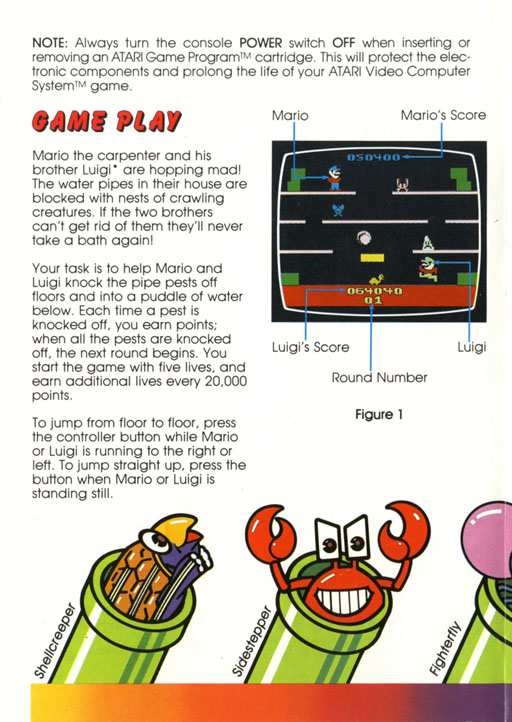 NOTE: Always turn the console POWER switch OFF when inserting or
removing an ATARI Game Program™ cartridge. This will protect the elec-
tronic components and prolong the life of your ATARI Video Computer
System™ game.
GAME PLAY
Mario the carpenter and his
brother Luigi* are hopping mad!
The water pipes in their house are
blocked with nests of crawling
creatures. If the two brothers
can't get rid of them they'll never
take a bath again!
Your task is to help Mario and
Luigi knock the pipe pests off
floors and into a puddle of water
below. Each time a pest is
knocked off, you earn points;
when all the pests are knocked
off, the next round begins. You
start the game with five lives, and
earn additional lives every 20,000
points.
To jump from floor to floor, press
the controller button while Mario
or Luigi is running to the right or
left. To jump straight up, press the
button when Mario or Luigi is
standing still.
Mario
Mario's Score
050400
064040
01
Luigi's Score
Luigi
Round Number
Figure 1
Shellcreeper
Sidestepper
Fighterfly